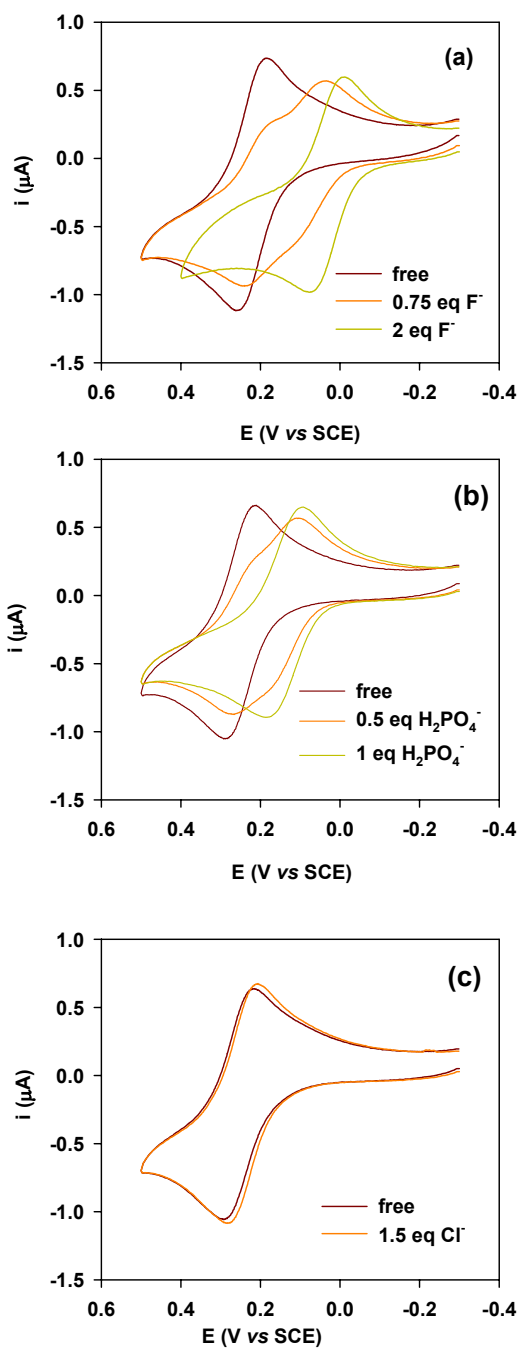 (a)
i (µA)
1.0
0.5
0.0
-0.5
-1.0
-1.5
free
0.75 eq F⁻
2 eq F⁻
0.6 0.4 0.2 0.0 -0.2 -0.4
E (V vs SCE)
(b)
i (µA)
1.0
0.5
0.0
-0.5
-1.0
-1.5
free
0.5 eq H₂PO₄⁻
1 eq H₂PO₄⁻
0.6 0.4 0.2 0.0 -0.2 -0.4
E (V vs SCE)
(c)
i (µA)
1.0
0.5
0.0
-0.5
-1.0
-1.5
free
1.5 eq Cl⁻
0.6 0.4 0.2 0.0 -0.2 -0.4
E (V vs SCE)